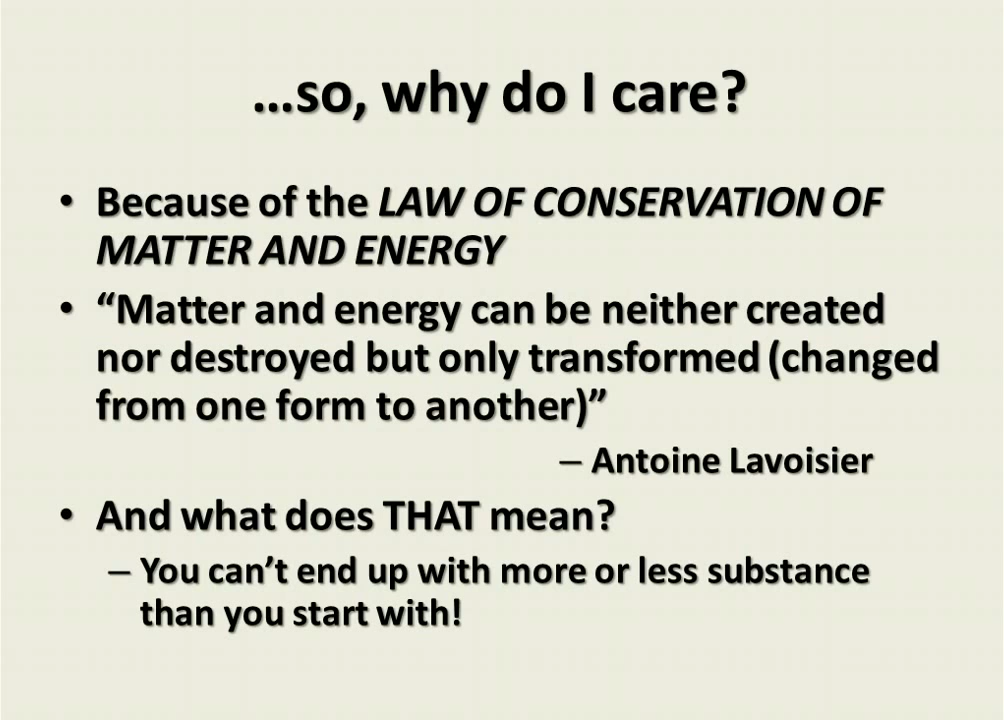 …so, why do I care?
• Because of the LAW OF CONSERVATION OF
MATTER AND ENERGY
• “Matter and energy can be neither created
nor destroyed but only transformed (changed
from one form to another)”
– Antoine Lavoisier
• And what does THAT mean?
– You can’t end up with more or less substance
than you start with!